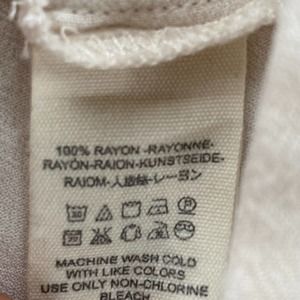 100% RAYON -RAYONNE-
RAYÓN-RAION-KUNSTSEIDE-
RAIOM-人造絲-レーヨン
MACHINE WASH COLD
WITH LIKE COLORS
USE ONLY NON-CHLORINE
BLEACH